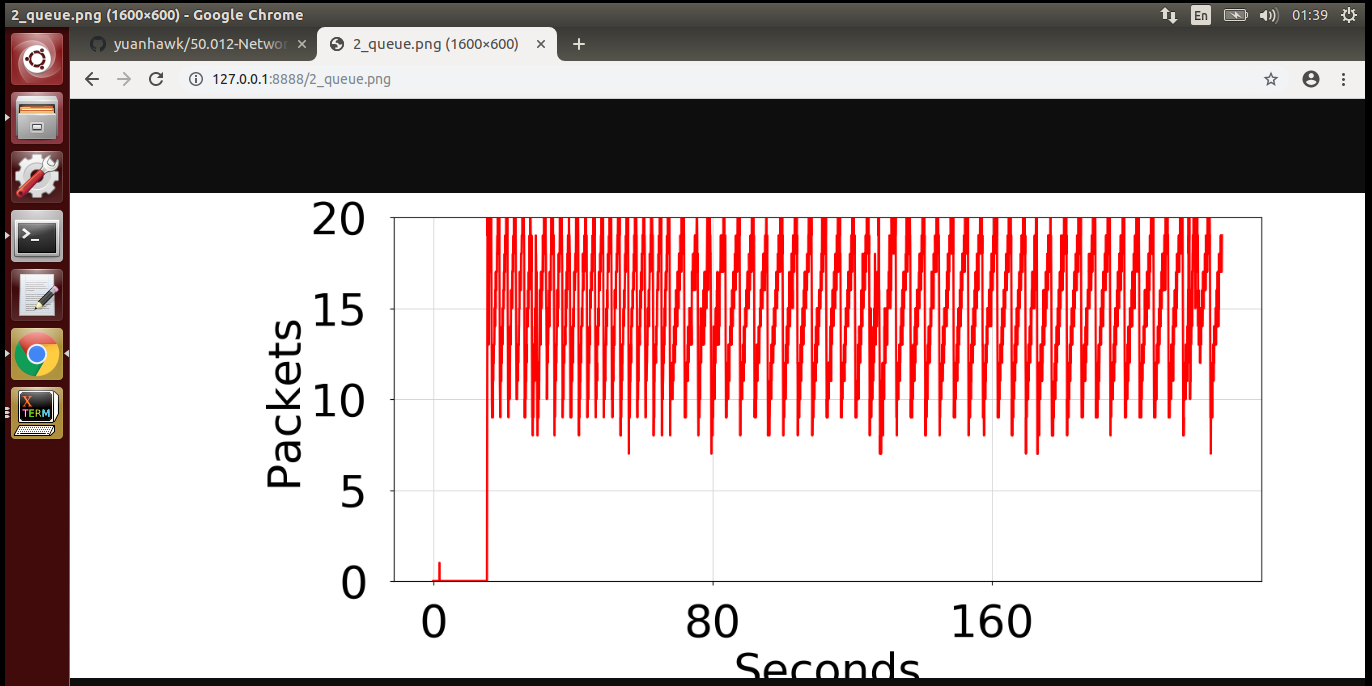 2_queue.png (1600×600) - Google Chrome
En
01:39
yuanhawk/50.012-Networ
2_queue.png (1600×600)
127.0.0.1:8888/2_queue.png
20
15
10
5
0
Packets
0 80 160
Seconds
X
TERM